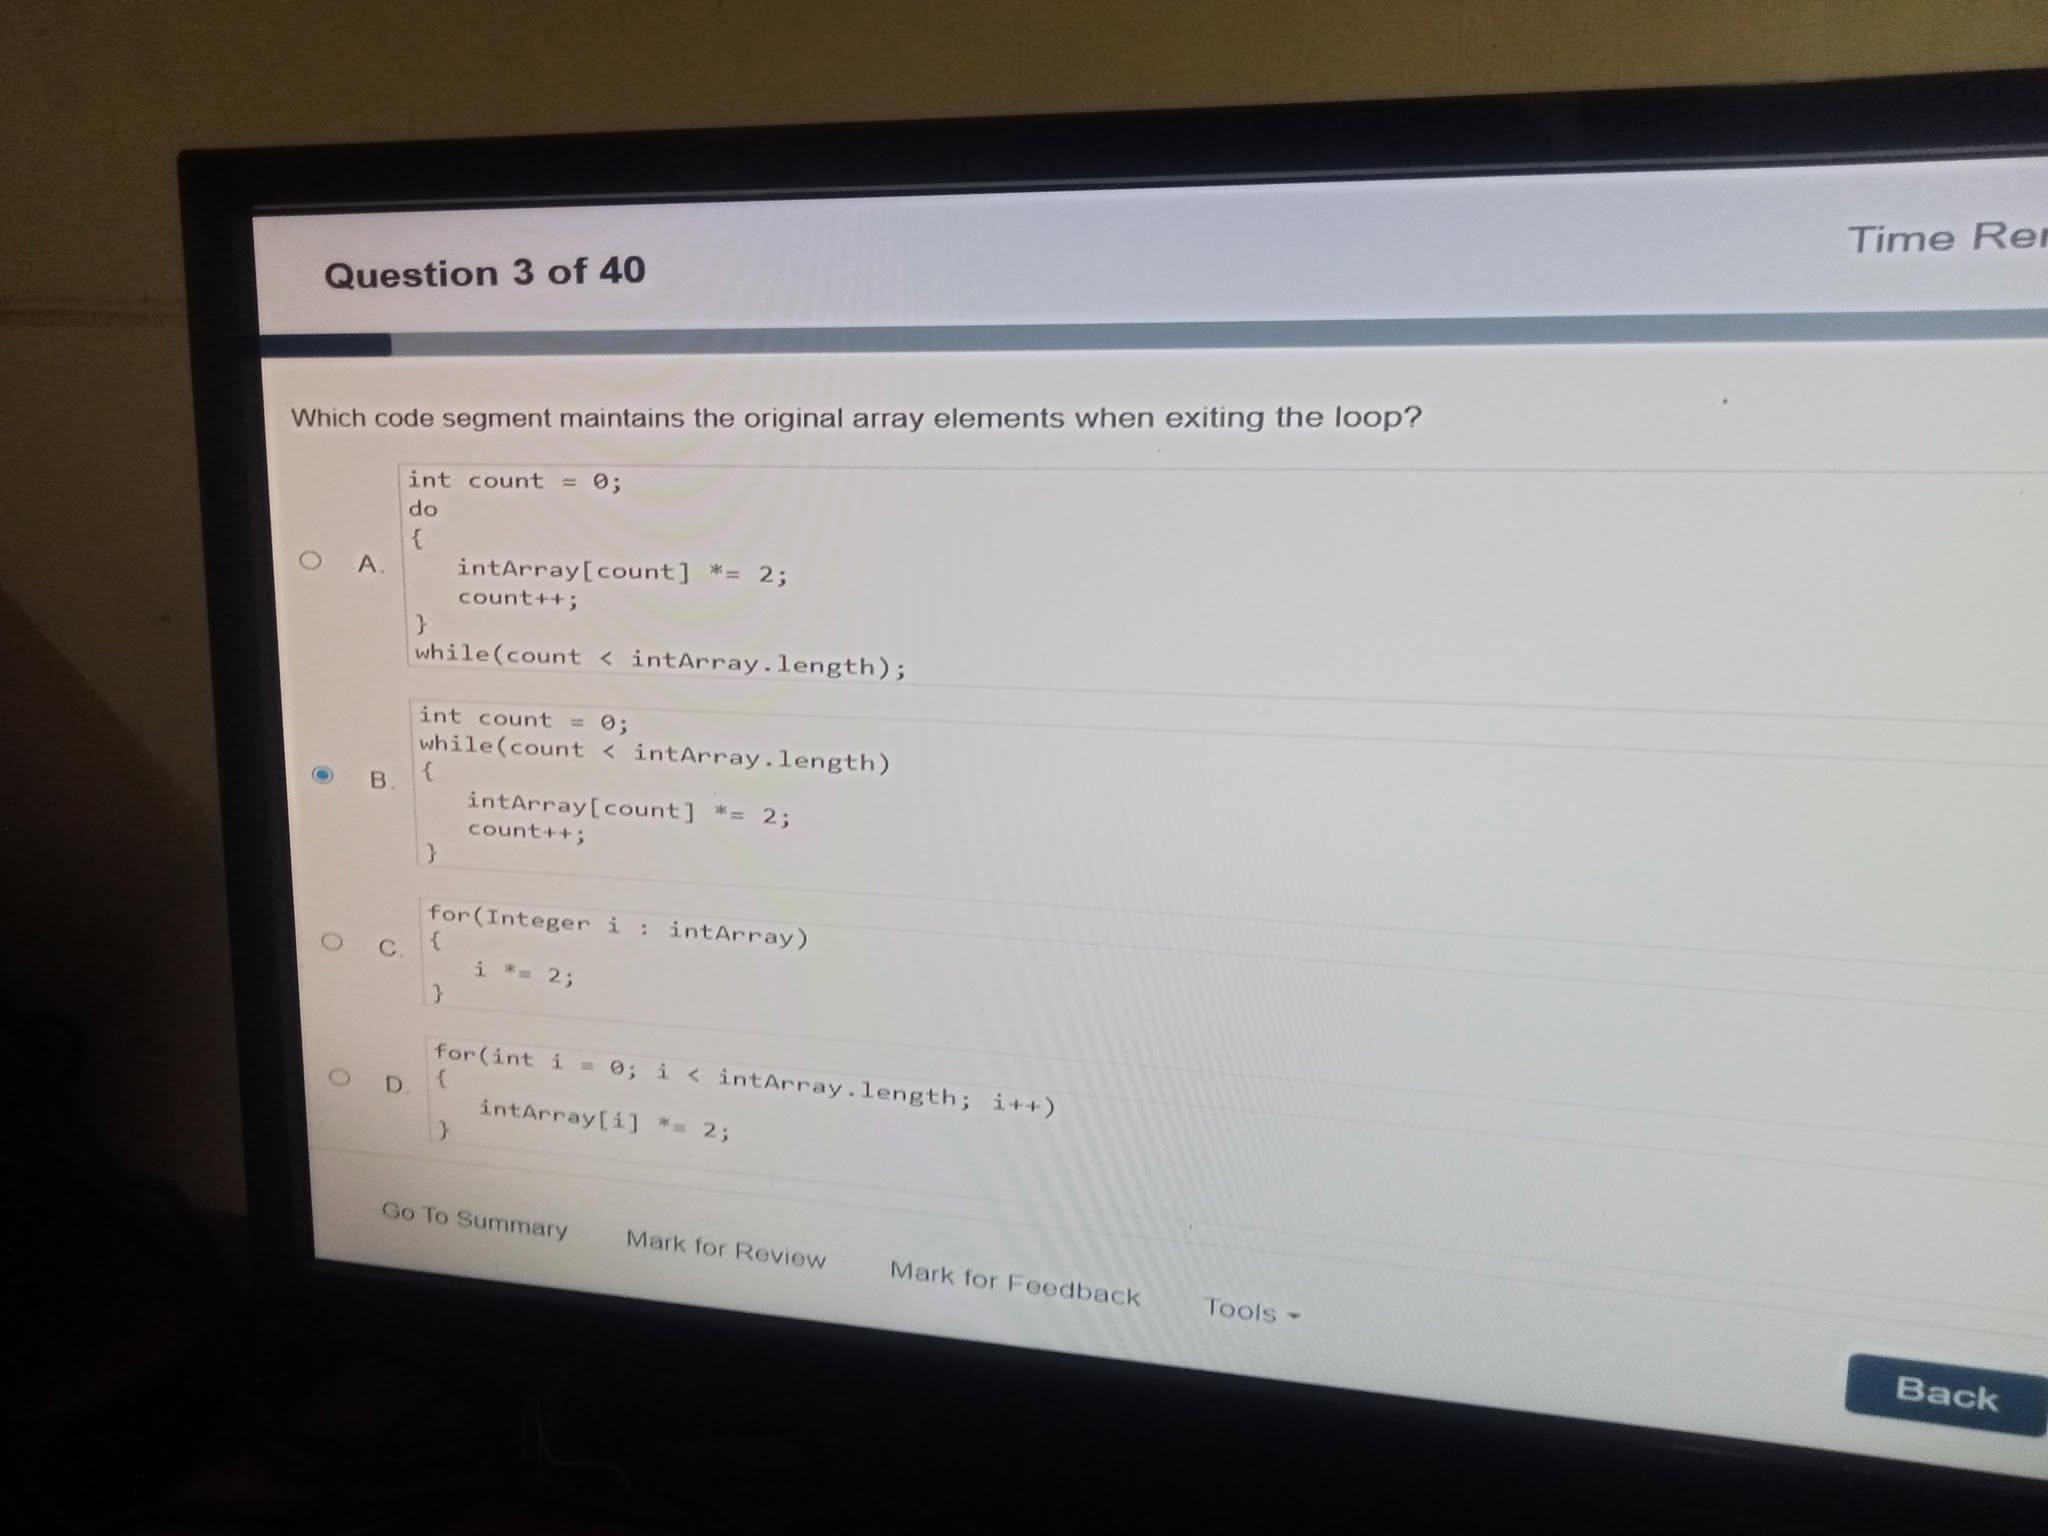 Question 3 of 40
Time
Which code segment maintains the original array elements when exiting the loop?
A.
int count = 0;
do
{
intArray[count] *= 2;
count++;
}
while(count < intArray.length);
B.
int count = 0;
while(count < intArray.length)
{
intArray[count] *= 2;
count++;
}
C.
for(Integer i : intArray)
{
i *= 2;
}
D.
for(int i = 0; i < intArray.length; i++)
{
intArray[i] *= 2;
}
Go To Summary
Mark for Review
Mark for Feedback
Tools
Back